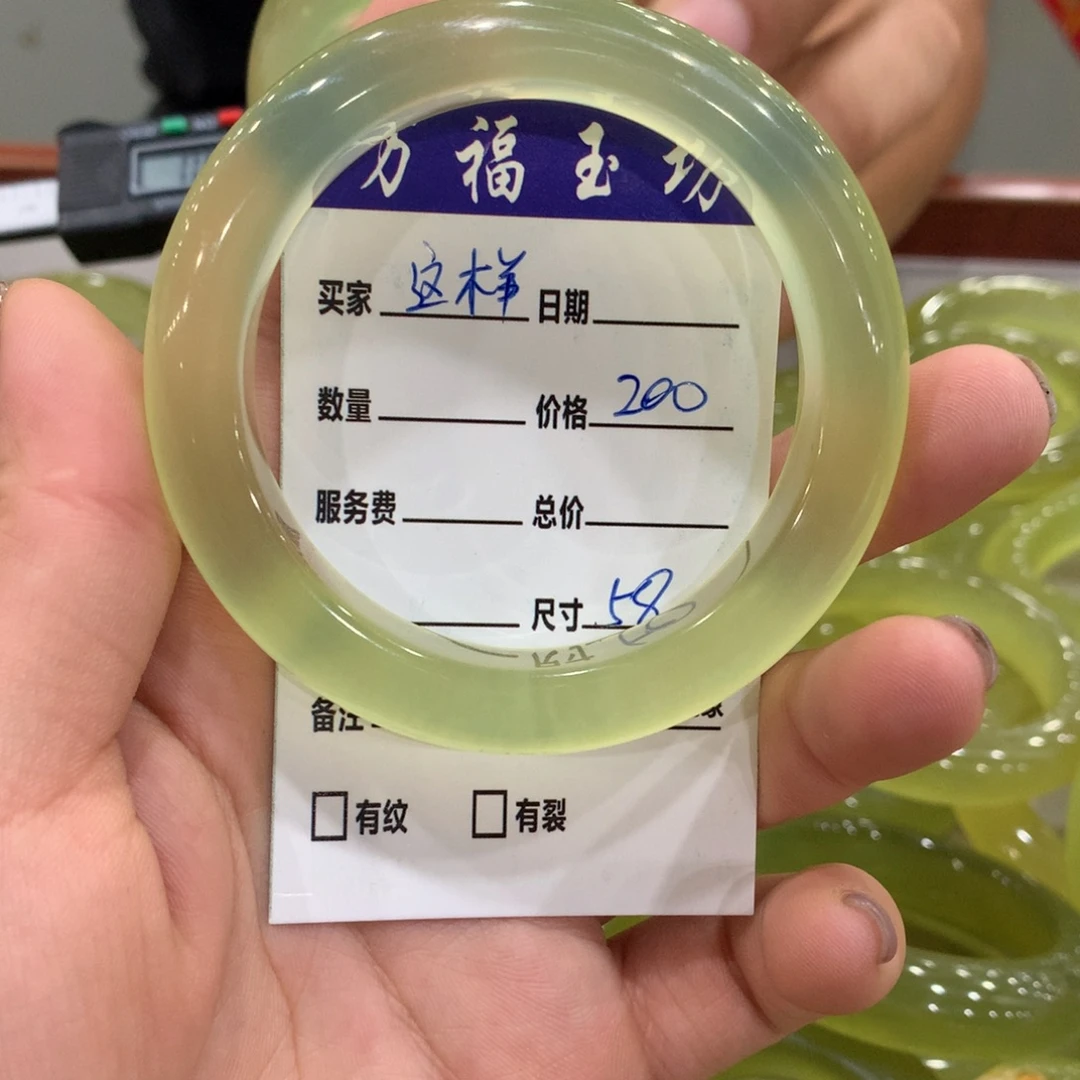 万福玉坊
买家 这样 日期
数量 价格 200
服务费 总价
尺寸 58
备注
有纹 有裂